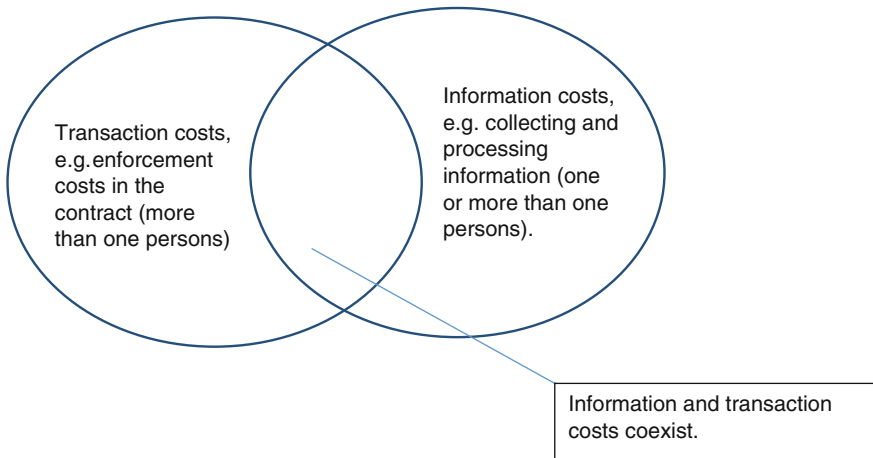 Transaction costs,
e.g.enforcement
costs in the
contract (more
than one persons)
Information costs,
e.g. collecting and
processing
information (one
or more than one
persons).
Information and transaction
costs coexist.